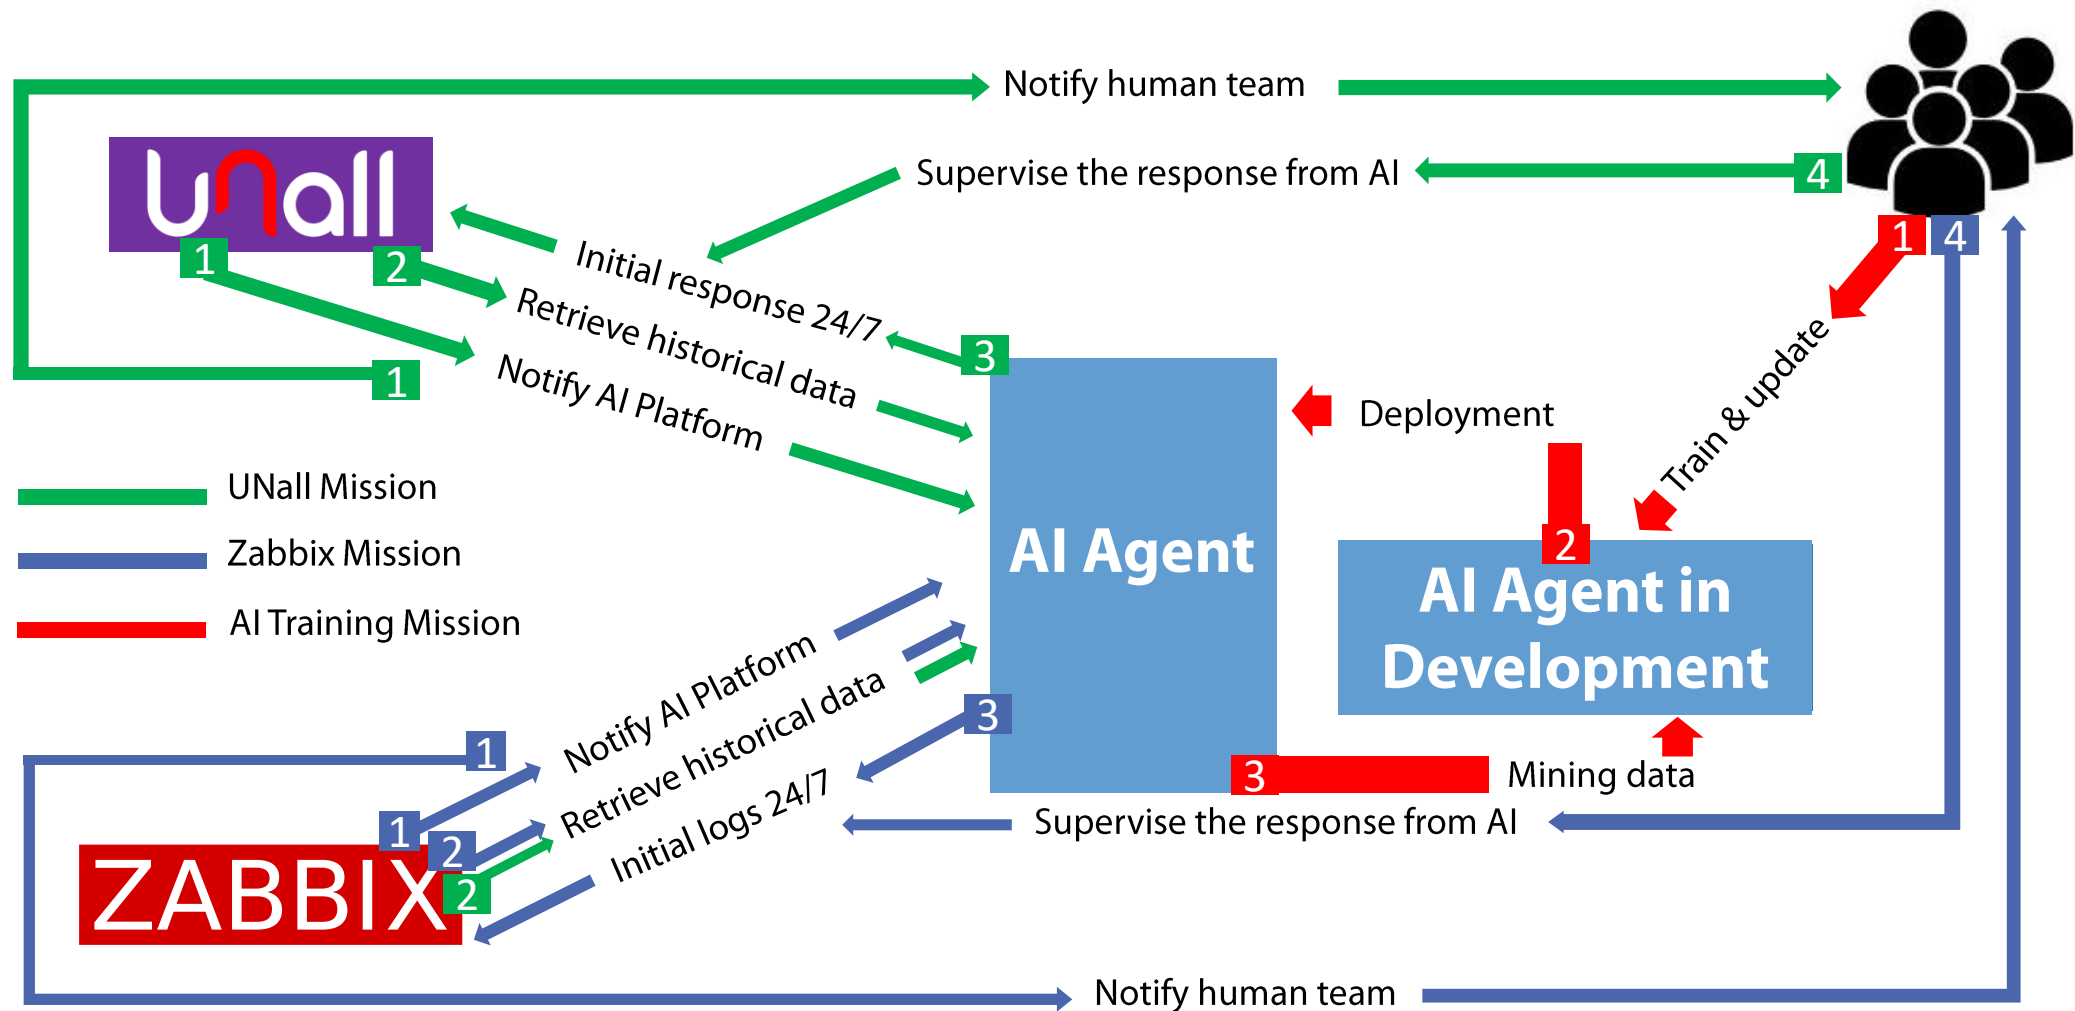 Notify human team
unall
Supervise the response from AI
4
1
4
1
2
Initial response 24/7
Retrieve historical data
Notify AI Platform
3
1
Deployment
Train & update
UNall Mission
Zabbix Mission
AI Training Mission
AI Agent
2
AI Agent in
Development
Notify AI Platform
Retrieve historical data
Initial logs 24/7
3
1
1
2
2
ZABBIX
3
Mining data
Supervise the response from AI
Notify human team